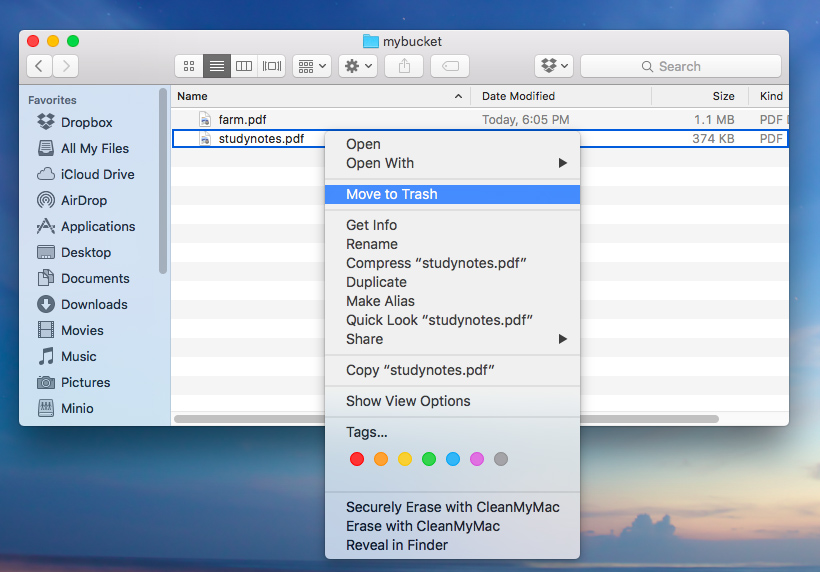 mybucket
Search
Favorites
Dropbox
All My Files
iCloud Drive
AirDrop
Applications
Desktop
Documents
Downloads
Movies
Music
Pictures
Minio
Name Date Modified Size Kind
farm.pdf Today, 6:05 PM 1.1 MB PDF
studynotes.pdf 374 KB PDF
Open
Open With
Move to Trash
Get Info
Rename
Compress “studynotes.pdf”
Duplicate
Make Alias
Quick Look “studynotes.pdf”
Share
Copy “studynotes.pdf”
Show View Options
Tags...
Securely Erase with CleanMyMac
Erase with CleanMyMac
Reveal in Finder